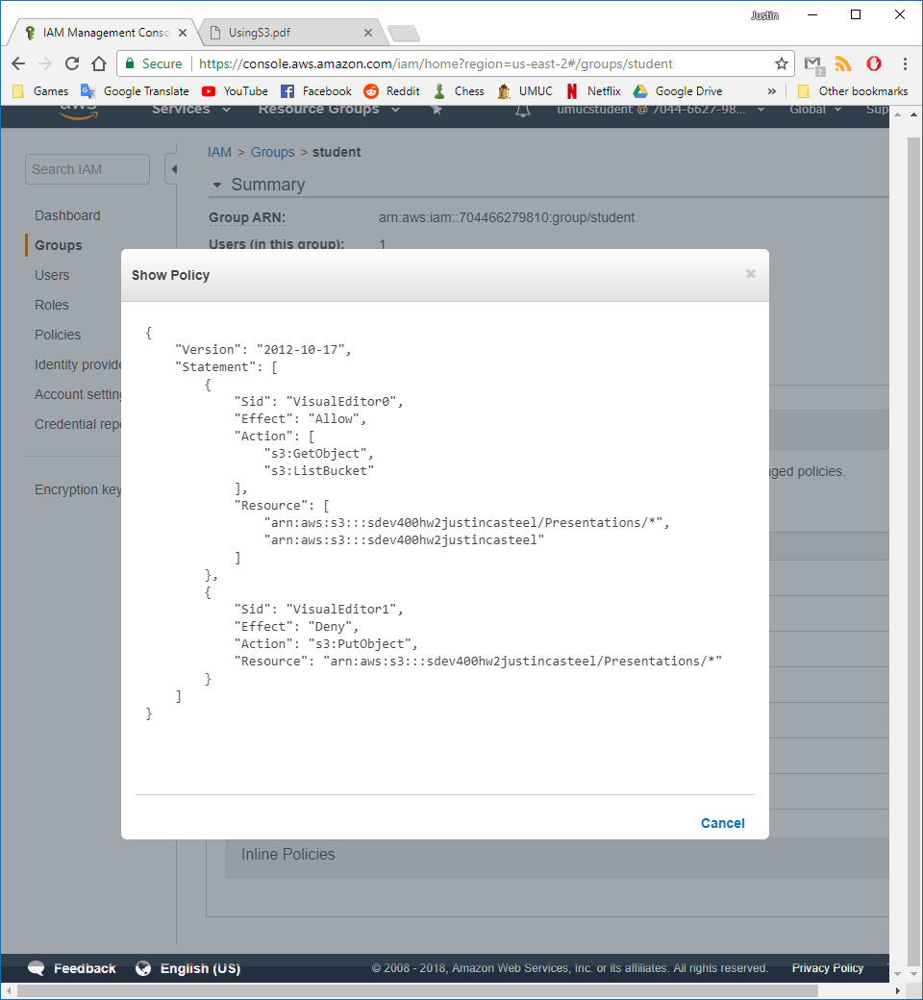 Justin
IAM Management Consc
UsingS3.pdf
Secure
https://console.aws.amazon.com/iam/home?region=us-east-2#/groups/student
Games Google Translate YouTube Facebook Reddit Chess UMUC Netflix Google Drive » Other bookmarks
aws Services Resource Groups umucstudent @ 7044-6627-98... Global Sup
Search IAM
IAM > Groups > student
Summary
Dashboard
Groups
Users
Roles
Policies
Identity provide
Account setting
Credential repo
Encryption key
Group ARN: arn:aws:iam::704466279810:group/student
Users (in this group): 1
Show Policy
{
"Version": "2012-10-17",
"Statement": [
{
"Sid": "VisualEditor0",
"Effect": "Allow",
"Action": [
"s3:GetObject",
"s3:ListBucket"
],
"Resource": [
"arn:aws:s3:::sdev400hw2justincasteel/Presentations/*",
"arn:aws:s3:::sdev400hw2justincasteel"
]
},
{
"Sid": "VisualEditor1",
"Effect": "Deny",
"Action": "s3:PutObject",
"Resource": "arn:aws:s3:::sdev400hw2justincasteel/Presentations/*"
}
]
}
aged policies.
Cancel
Inline Policies
Feedback English (US) © 2008 - 2018, Amazon Web Services, Inc. or its affiliates. All rights reserved. Privacy Policy